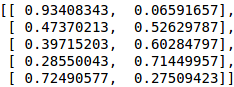 [[ 0.93408343, 0.06591657],
[ 0.47370213, 0.52629787],
[ 0.39715203, 0.60284797],
[ 0.28550043, 0.71449957],
[ 0.72490577, 0.27509423]]